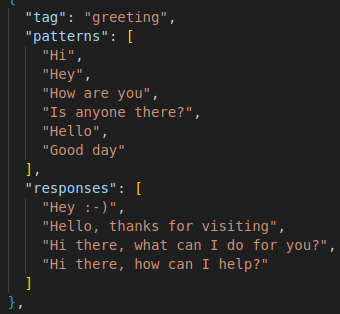 {
"tag": "greeting",
"patterns": [
"Hi",
"Hey",
"How are you",
"Is anyone there?",
"Hello",
"Good day"
],
"responses": [
"Hey :-)",
"Hello, thanks for visiting",
"Hi there, what can I do for you?",
"Hi there, how can I help?"
]
},